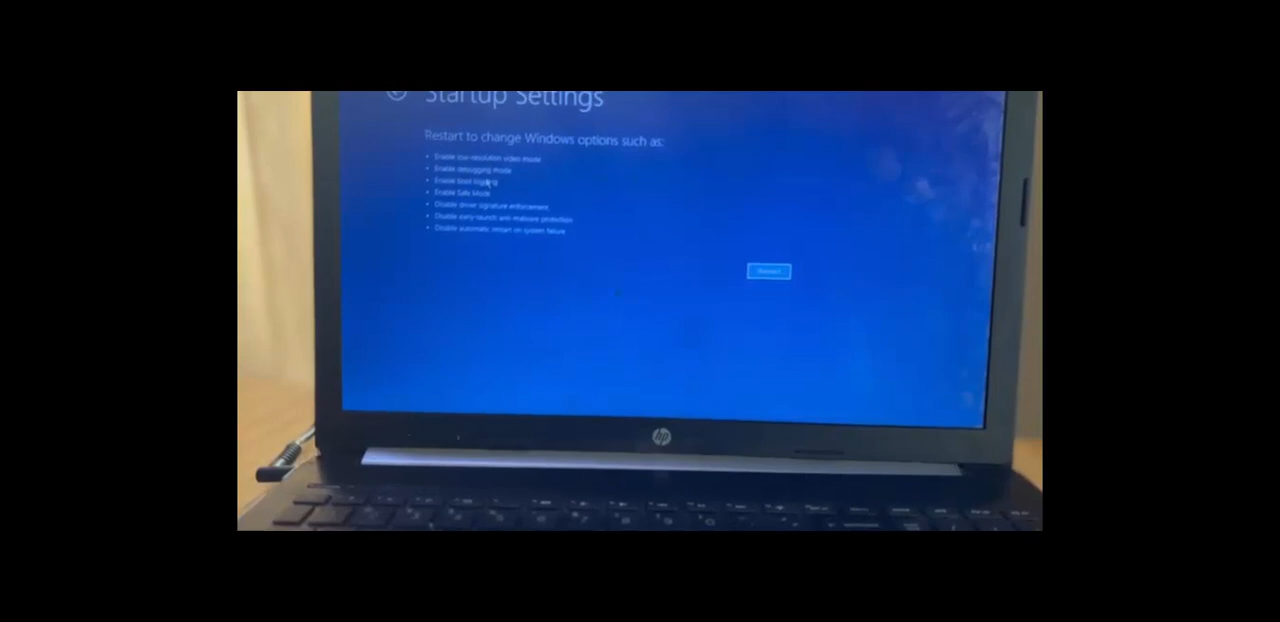 Startup Settings
Restart to change Windows options such as:
• Enable low-resolution video mode
• Enable debugging mode
• Enable boot logging
• Enable Safe Mode
• Disable driver signature enforcement
• Disable early-launch anti-malware protection
• Disable automatic restart on system failure
Restart
hp